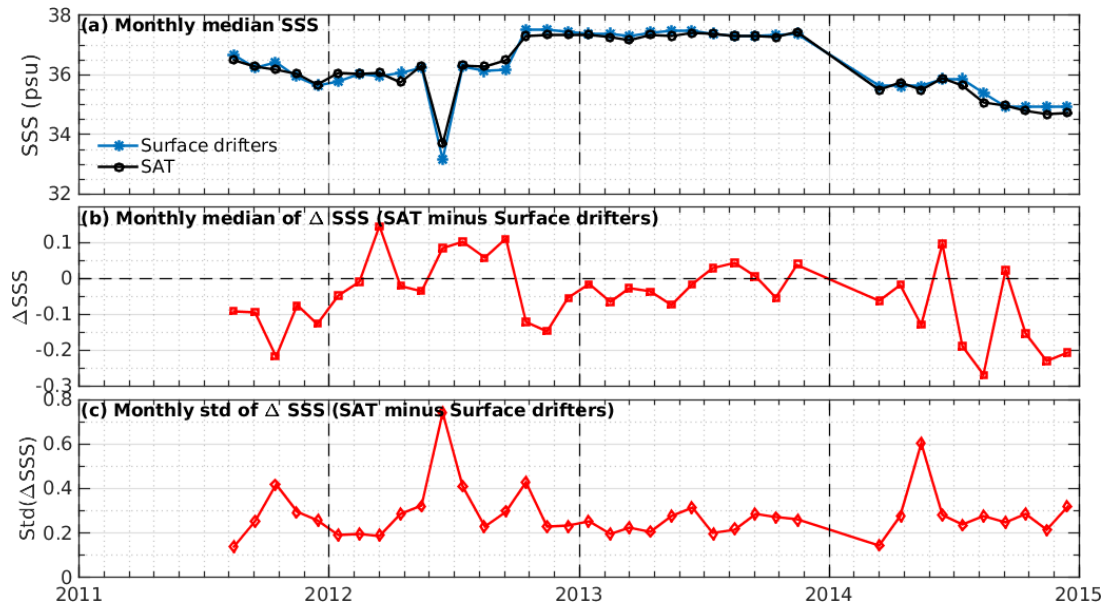 (a) Monthly median SSS
38
36
34
32
SSS (psu)
Surface drifters
SAT
(b) Monthly median of Δ SSS (SAT minus Surface drifters)
0.1
0
-0.1
-0.2
-0.3
ΔSSS
(c) Monthly std of Δ SSS (SAT minus Surface drifters)
0.8
0.6
0.4
0.2
0
Std(ΔSSS)
2011 2012 2013 2014 2015